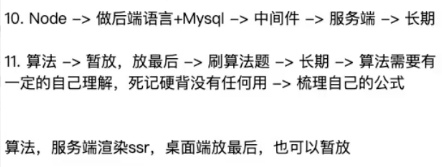 10. Node –> 做后端语言+Mysql –> 中间件 –> 服务端 –> 长期
11. 算法 –> 暂放，放最后 –> 刷算法题 –> 长期 –> 算法需要有
一定的自己理解，死记硬背没有任何用 –> 梳理自己的公式
算法，服务端渲染ssr，桌面端放最后，也可以暂放